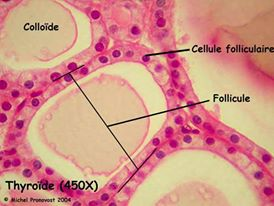 Colloïde
Cellule folliculaire
Follicule
Thyroïde (450X)
© Michel Pronovost 2004